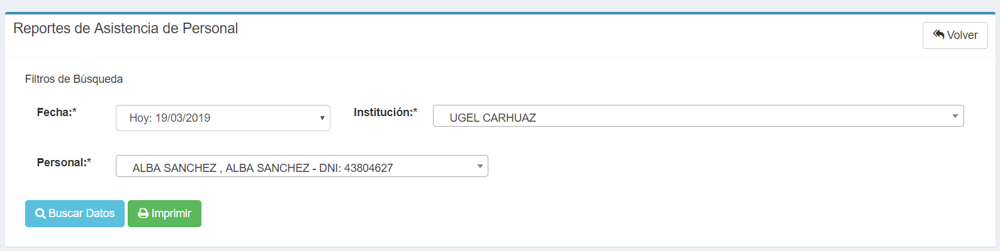 Reportes de Asistencia de Personal
Volver
Filtros de Búsqueda
Fecha:* Hoy: 19/03/2019 Institución:* UGEL CARHUAZ
Personal:* ALBA SANCHEZ , ALBA SANCHEZ - DNI: 43804627
Buscar Datos Imprimir